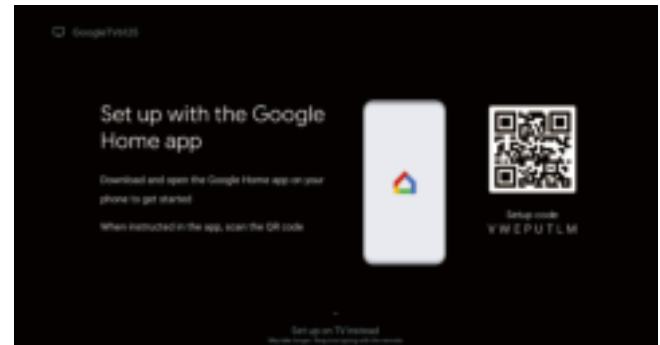 GoogleTV6135
Set up with the Google
Home app
Download and open the Google Home app on your
phone to get started
When instructed in the app, scan the QR code
Setup code
VWEPUTLM
Set up on TV instead